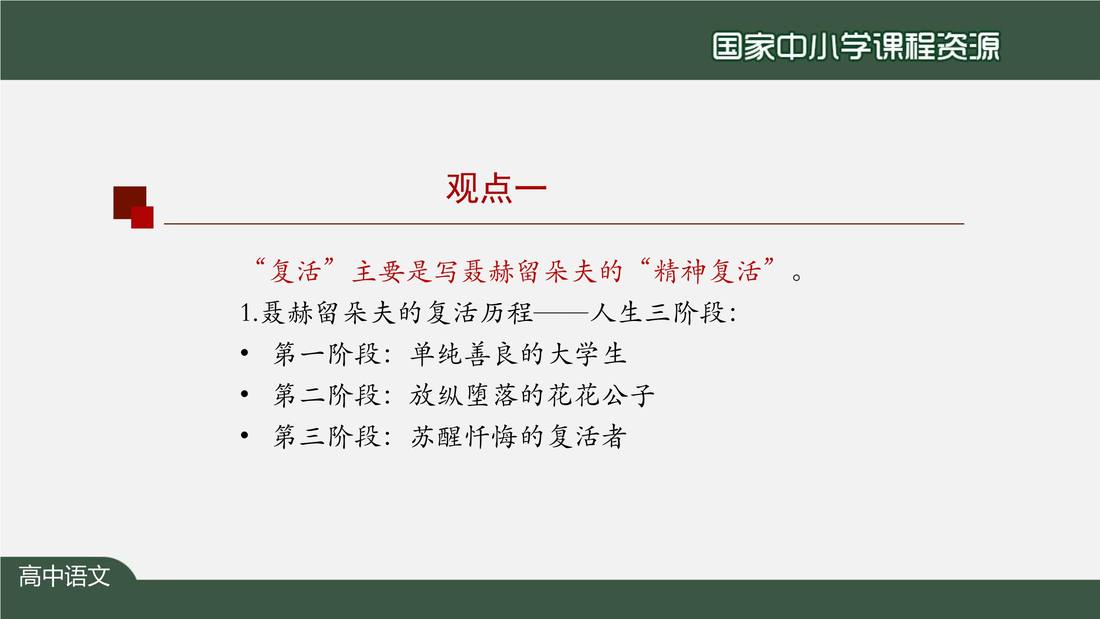 国家中小学课程资源
观点一
“复活”主要是写聂赫留朵夫的“精神复活”。
1.聂赫留朵夫的复活历程——人生三阶段：
• 第一阶段：单纯善良的大学生
• 第二阶段：放纵堕落的花花公子
• 第三阶段：苏醒忏悔的复活者
高中语文